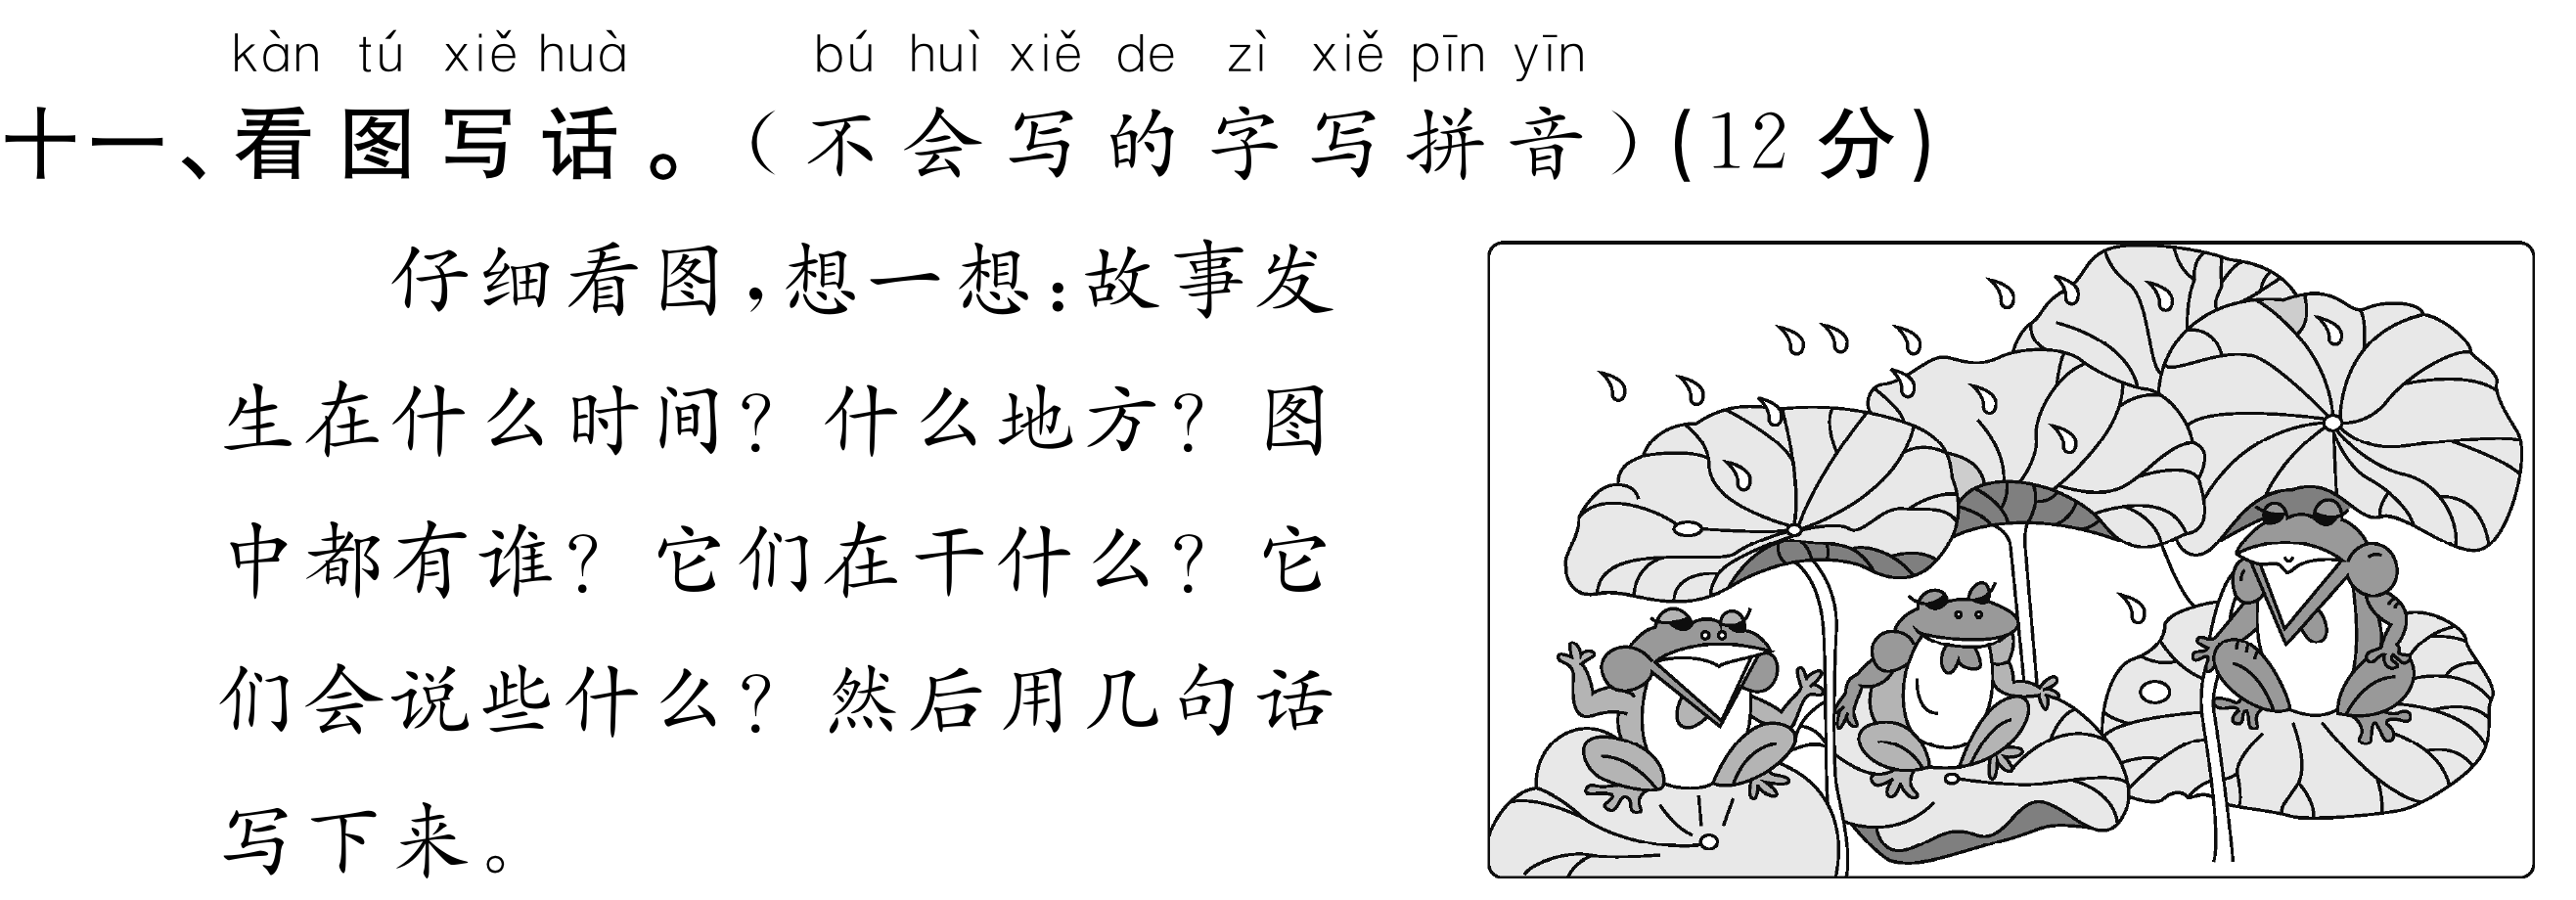 kàn tú xiě huà bú huì xiě de zì xiě pīn yīn
十一、看图写话。（不会写的字写拼音）(12 分)
仔细看图，想一想：故事发
生在什么时间？什么地方？图
中都有谁？它们在干什么？它
们会说些什么？然后用几句话
写下来。